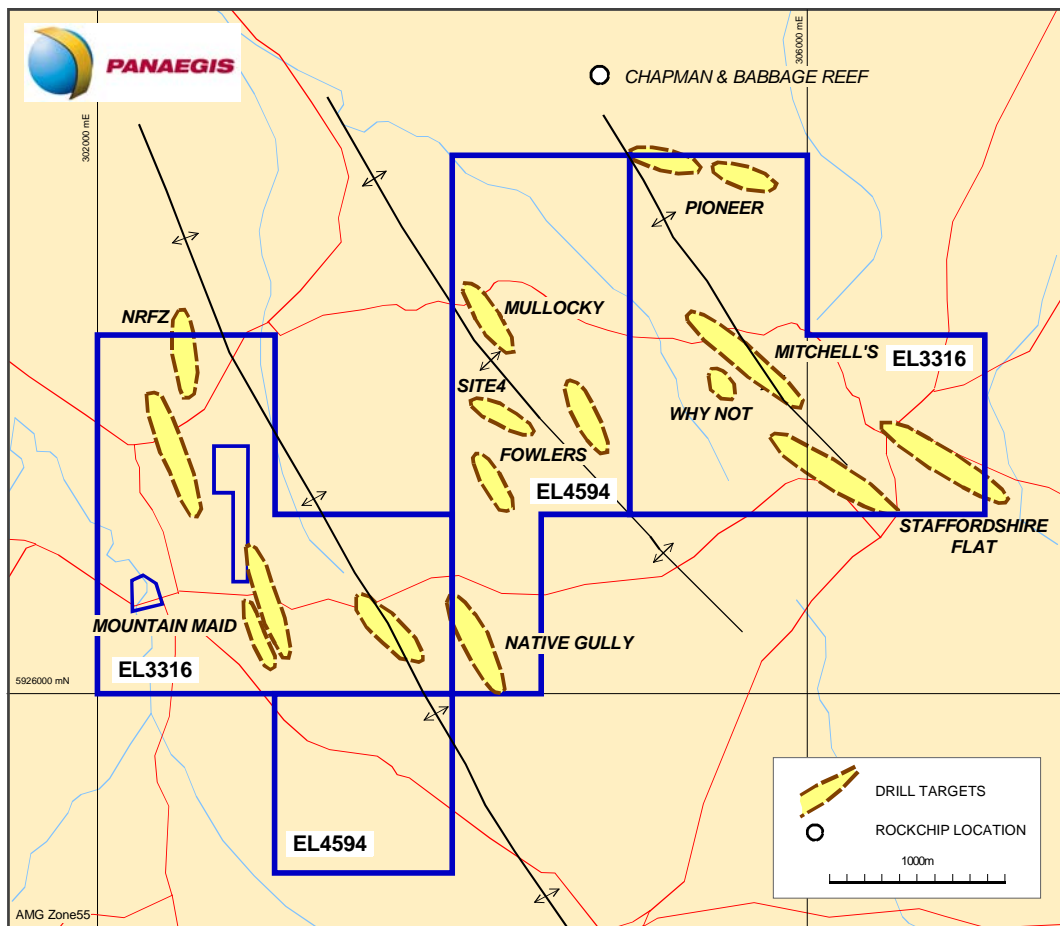 PANAEGIS
302000 mE
306000 mE
CHAPMAN & BABBAGE REEF
PIONEER
NRFZ
MULLOCKY
MITCHELL'S
EL3316
SITE4
WHY NOT
FOWLERS
EL4594
STAFFORDSHIRE
FLAT
MOUNTAIN MAID
NATIVE GULLY
EL3316
5926000 mN
DRILL TARGETS
ROCKCHIP LOCATION
EL4594
1000m
AMG Zone55